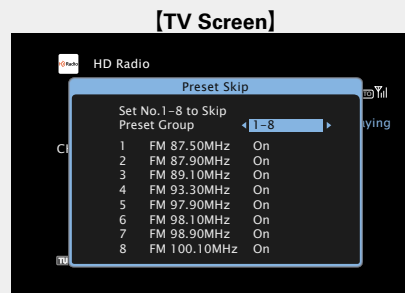 【TV Screen】
HD Radio
Preset Skip
Set No.1-8 to Skip
Preset Group 1-8
ying
1 FM 87.50MHz On
2 FM 87.90MHz On
3 FM 89.10MHz On
4 FM 93.30MHz On
5 FM 97.90MHz On
6 FM 98.10MHz On
7 FM 98.90MHz On
8 FM 100.10MHz On